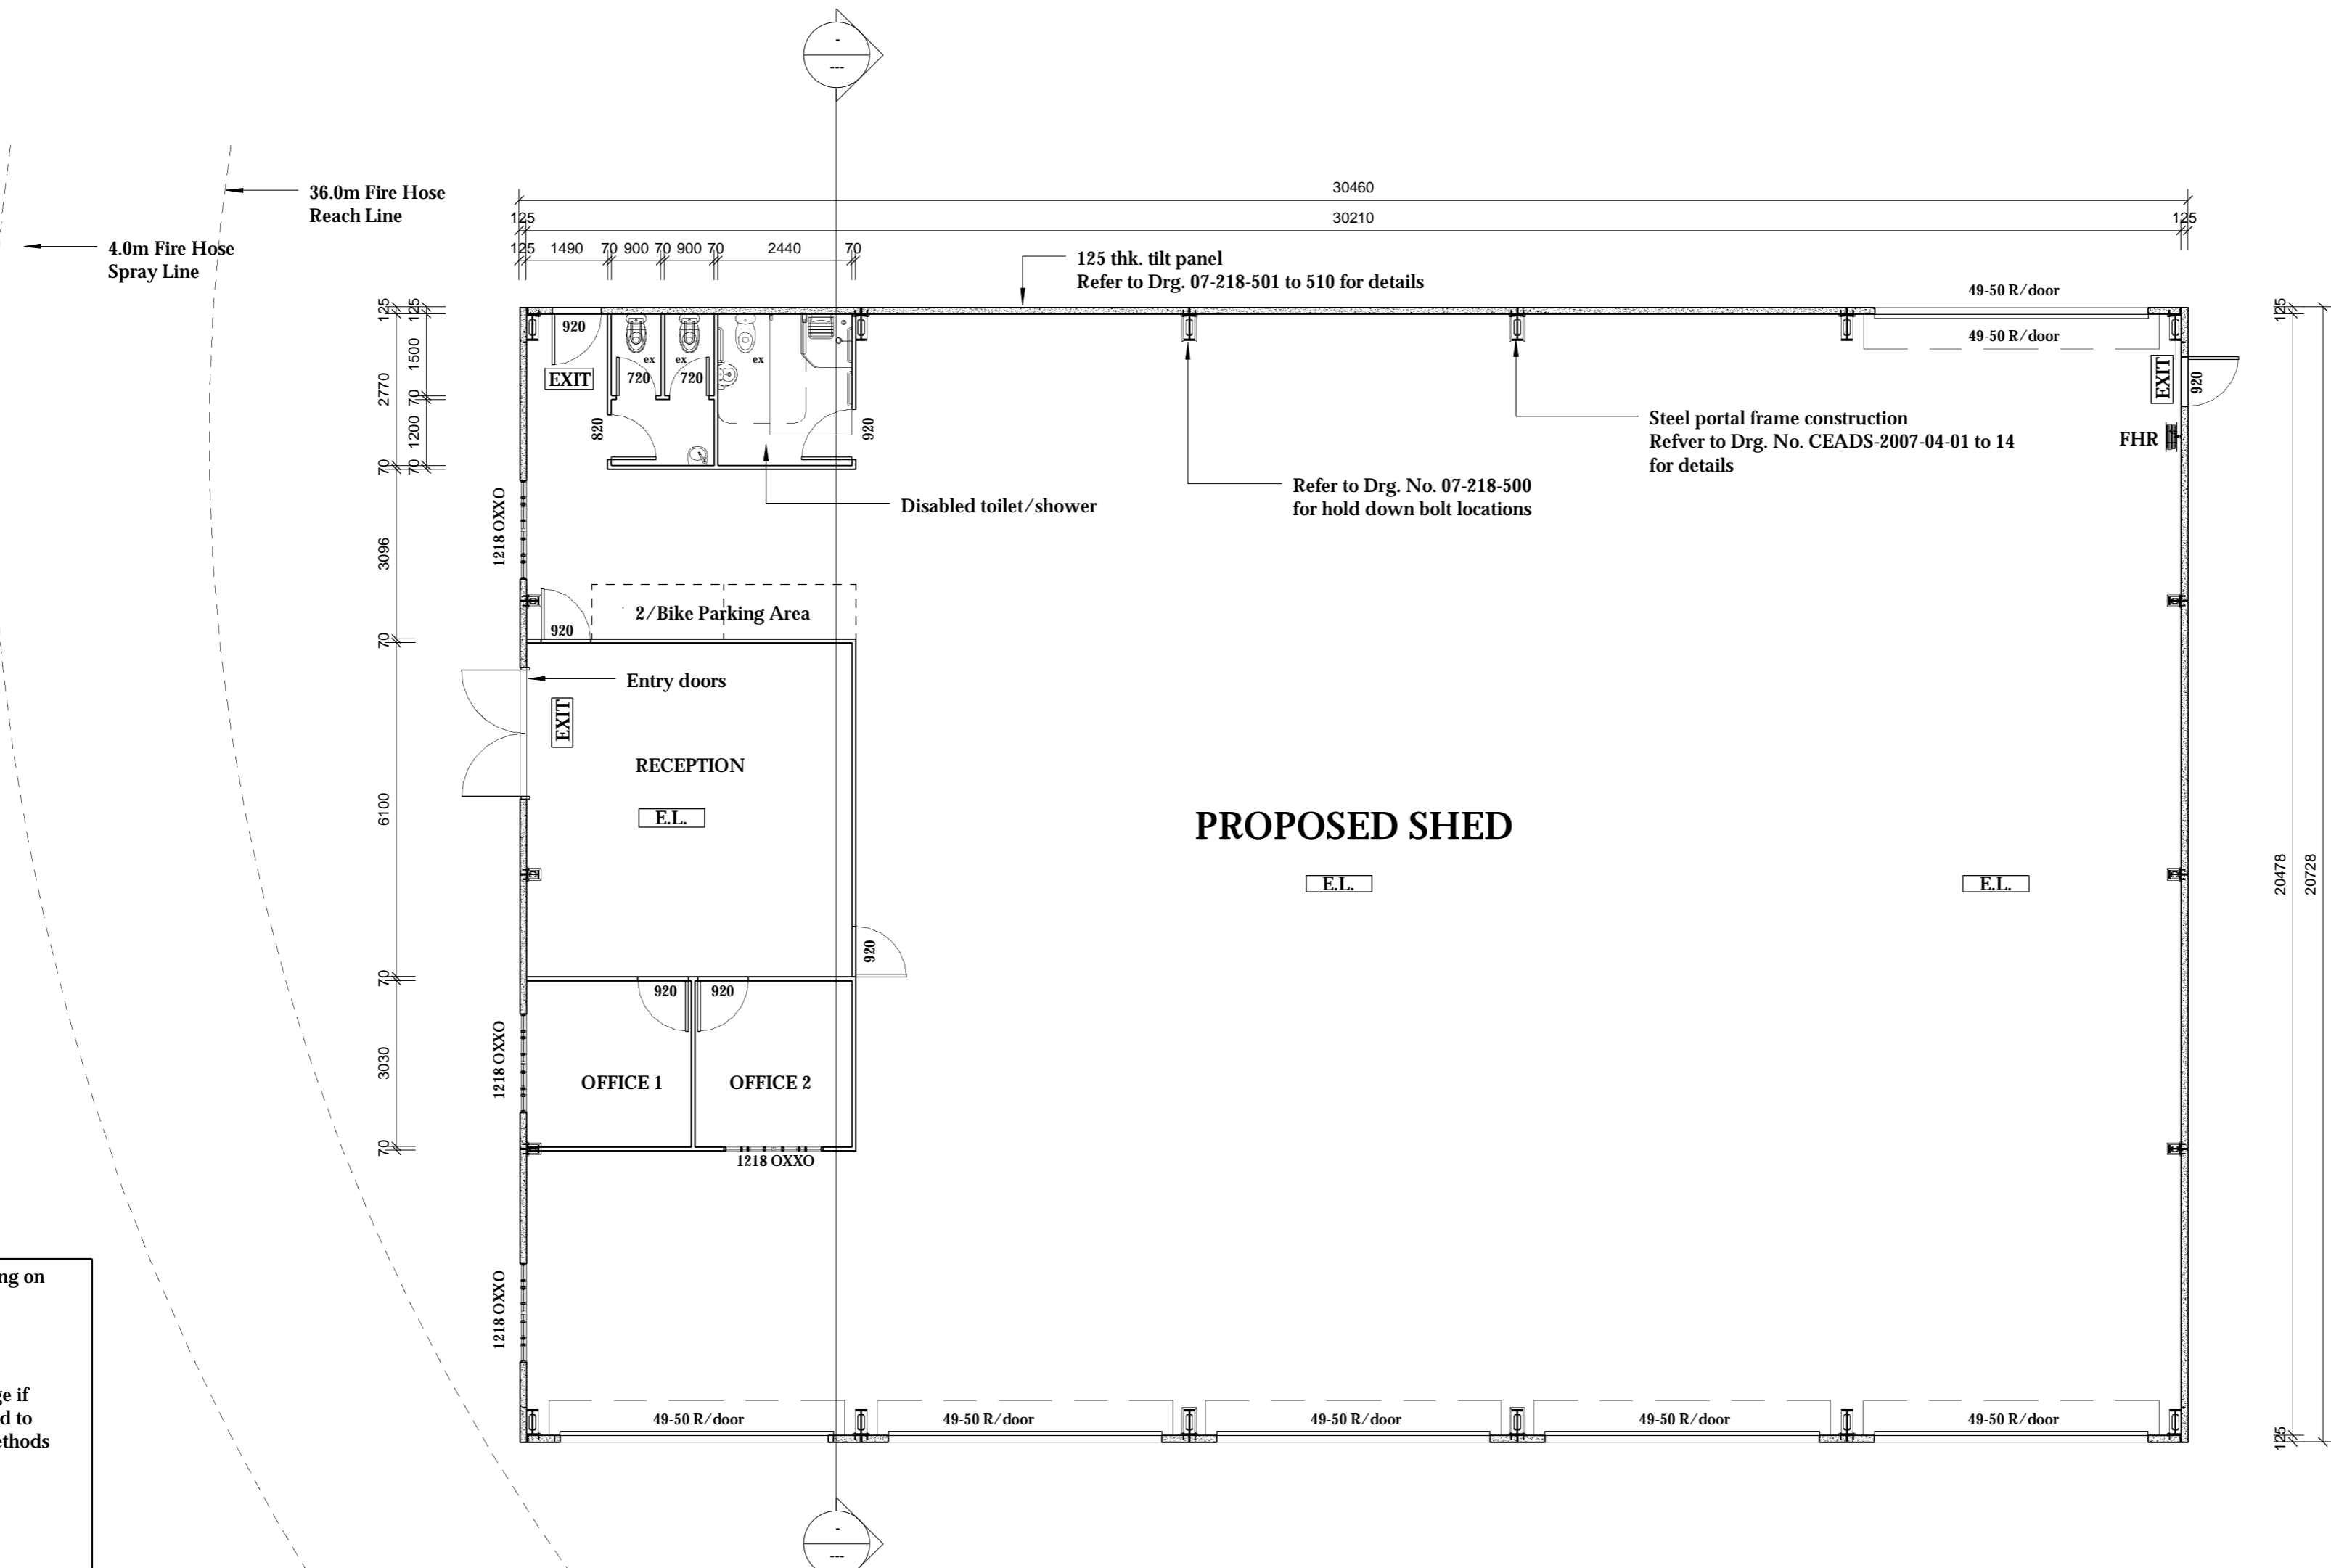 -
---
36.0m Fire Hose
Reach Line
4.0m Fire Hose
Spray Line
30460
125 30210 125
125 1490 70 900 70 900 70 2440 70
125 thk. tilt panel
Refer to Drg. 07-218-501 to 510 for details
49-50 R/door
49-50 R/door
125
2770
70
3096
70
6100
70
3030
70
125
1500
70
1200
70
920
EXIT
ex
ex
ex
720
720
820
920
Disabled toilet/shower
Refer to Drg. No. 07-218-500
for hold down bolt locations
Steel portal frame construction
Refver to Drg. No. CEADS-2007-04-01 to 14
for details
EXIT
920
FHR
1218 OXXO
2/Bike Parking Area
920
Entry doors
EXIT
RECEPTION
E.L.
PROPOSED SHED
E.L.
E.L.
125
20478
125
20728
920
920
920
1218 OXXO
OFFICE 1
OFFICE 2
1218 OXXO
1218 OXXO
49-50 R/door
49-50 R/door
49-50 R/door
49-50 R/door
49-50 R/door
ng on
ge if
d to
ethods
-
---